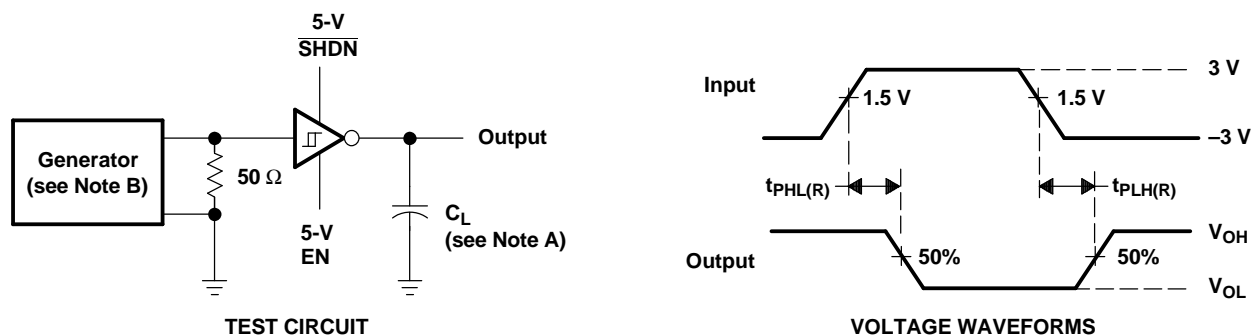 5-V
SHDN
Generator
(see Note B)
50 Ω
5-V
EN
Output
CL
(see Note A)
TEST CIRCUIT
Input
3 V
1.5 V
1.5 V
–3 V
tPHL(R)
tPLH(R)
Output
VOH
50%
50%
VOL
VOLTAGE WAVEFORMS